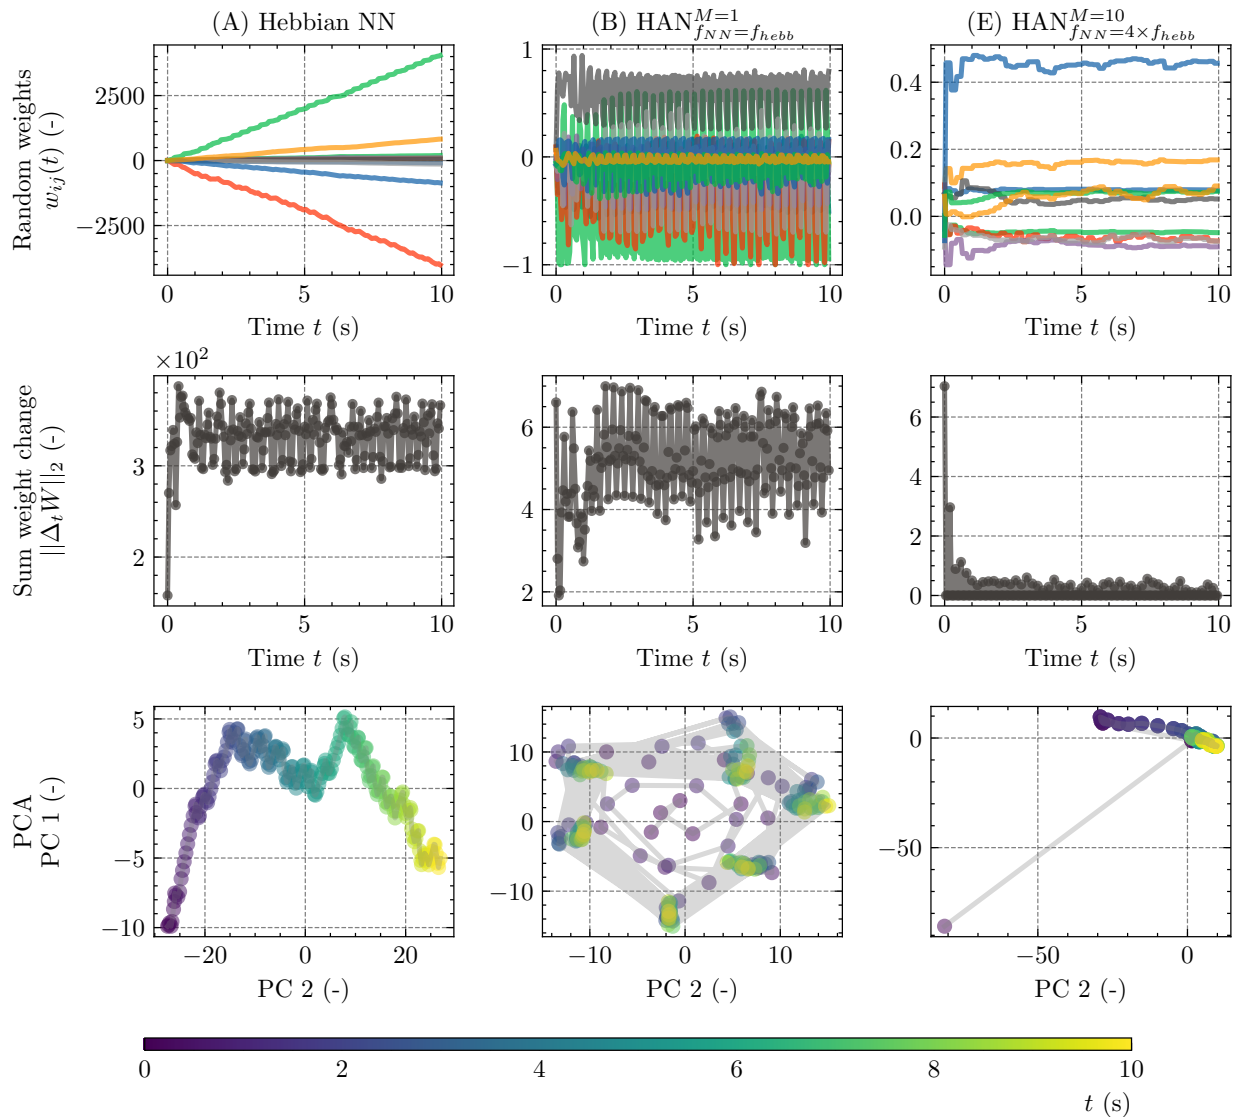 (A) Hebbian NN
(B) HAN^{M=1}_{f_{NN}=f_{hebb}}
(E) HAN^{M=10}_{f_{NN}=4×f_{hebb}}
Random weights
w_{ij}(t) (-)
2500
0
−2500
0 5 10
Time t (s)
1
0
−1
0 5 10
Time t (s)
0.4
0.2
0.0
0 5 10
Time t (s)
Sum weight change
||Δ_tW||_2 (-)
×10^2
3
2
0 5 10
Time t (s)
6
4
2
0 5 10
Time t (s)
6
4
2
0
0 5 10
Time t (s)
PCA
PC 1 (-)
5
0
−5
−10
−20 0 20
PC 2 (-)
10
0
−10
−10 0 10
PC 2 (-)
0
−50
−50 0
PC 2 (-)
0 2 4 6 8 10
t (s)